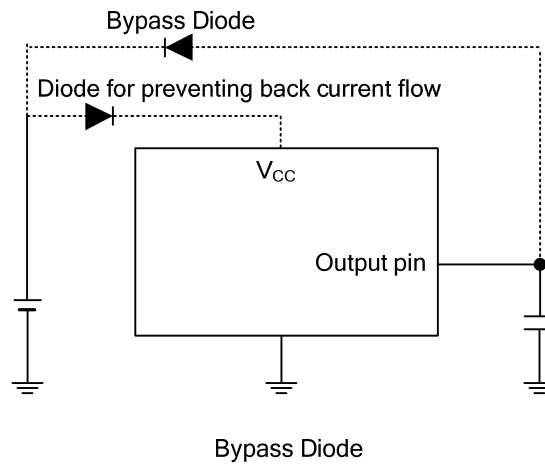 Bypass Diode
Diode for preventing back current flow
VCC
Output pin
Bypass Diode